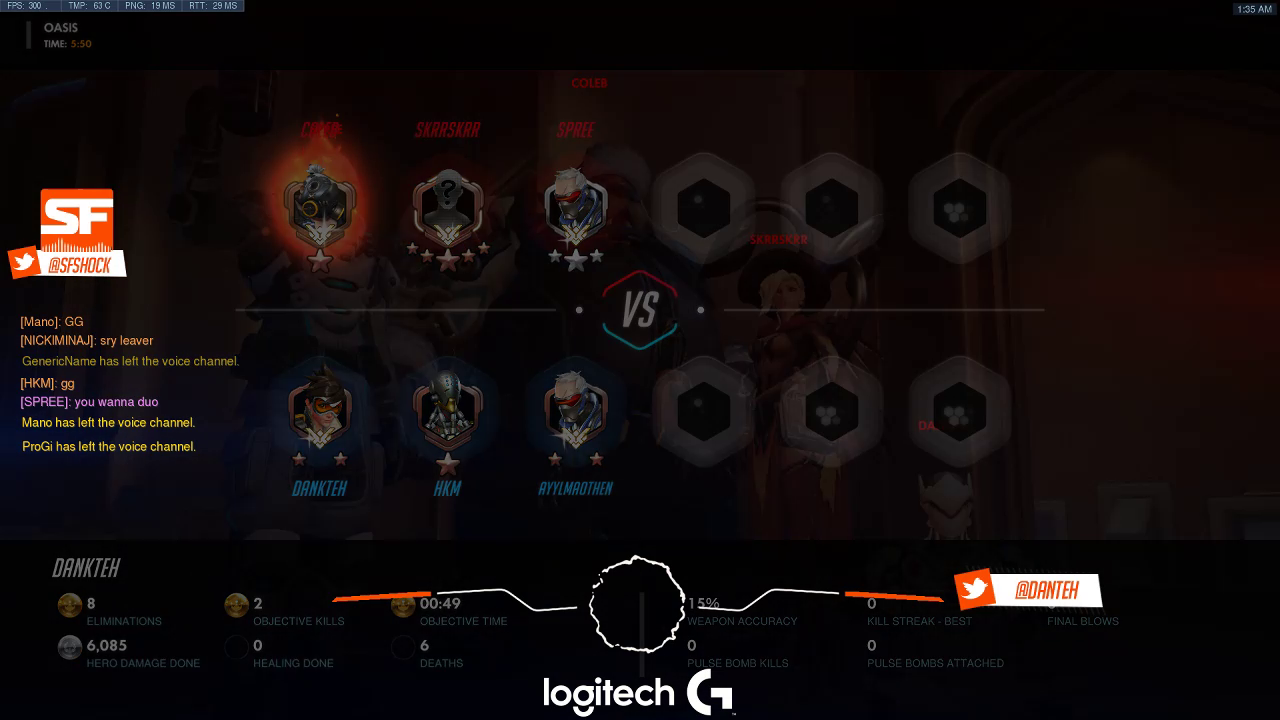 FPS: 300 . TMP: 63 C PNG: 19 MS RTT: 29 MS
1:35 AM
OASIS
TIME: 5:50
COLEB
SKRRSKRR SPREE
?
SF
@SFSHOCK
SKRRSKRR
VS
[Mano]: GG
[NICKIMINAJ]: sry leaver
GenericName has left the voice channel.
[HKM]: gg
[SPREE]: you wanna duo
Mano has left the voice channel.
ProGi has left the voice channel.
DA
DANKTEH HKM AYYLMAOTHEN
DANKTEH
@DANTEH
8 2 00:49 15% 0
ELIMINATIONS OBJECTIVE KILLS OBJECTIVE TIME WEAPON ACCURACY KILL STREAK - BEST FINAL BLOWS
6,085 0 6 0 0
HERO DAMAGE DONE HEALING DONE DEATHS PULSE BOMB KILLS PULSE BOMBS ATTACHED
logitech G